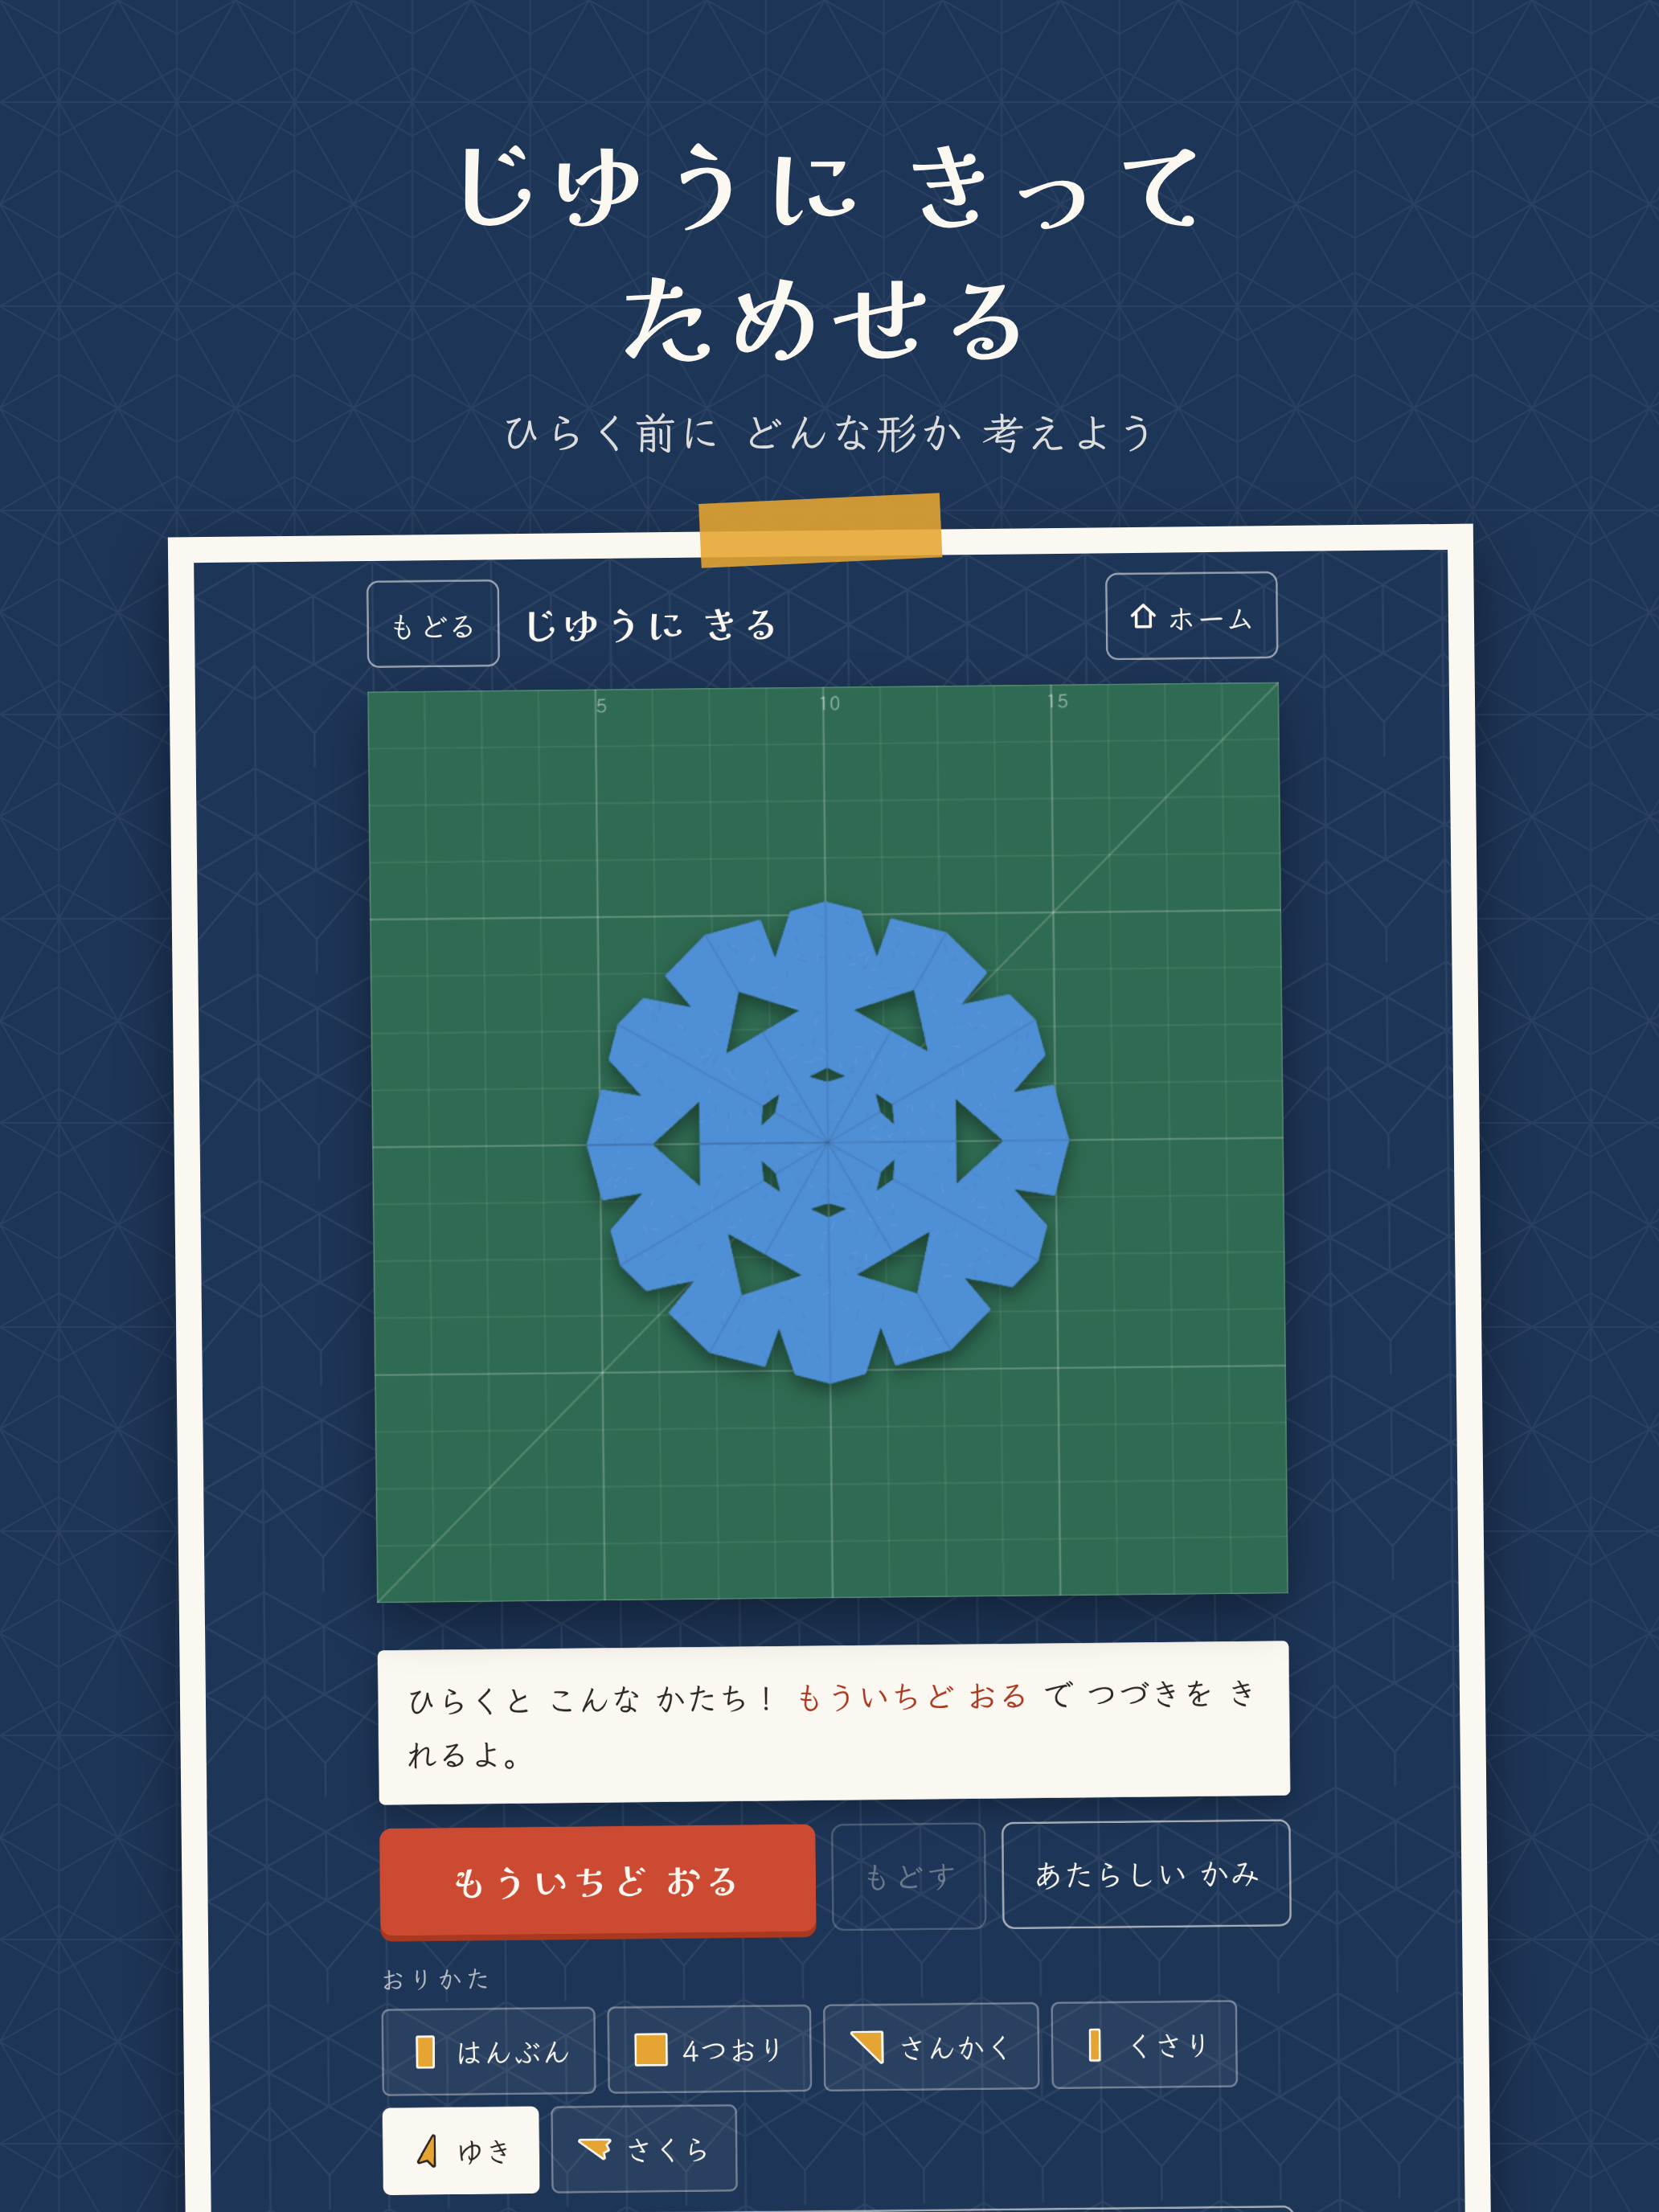 じゆうに きって
ためせる
ひらく前に どんな形か 考えよう
もどる
じゆうに きる
ホーム
5
10
15
ひらくと こんな かたち！ もういちど おる で つづきを き
れるよ。
もういちど おる
もどす
あたらしい かみ
おりかた
はんぶん
4つおり
さんかく
くさり
ゆき
さくら